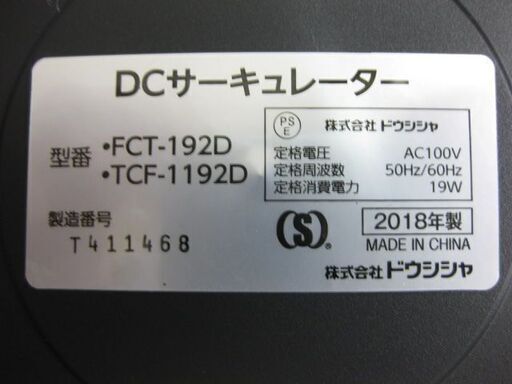 DCサーキュレーター
型番 •FCT-192D
•TCF-1192D
製造番号
T411468
PS
E
株式会社 ドウシシャ
定格電圧 AC100V
定格周波数 50Hz/60Hz
定格消費電力 19W
(S)®
2018年製
MADE IN CHINA
株式会社 ドウシシャ